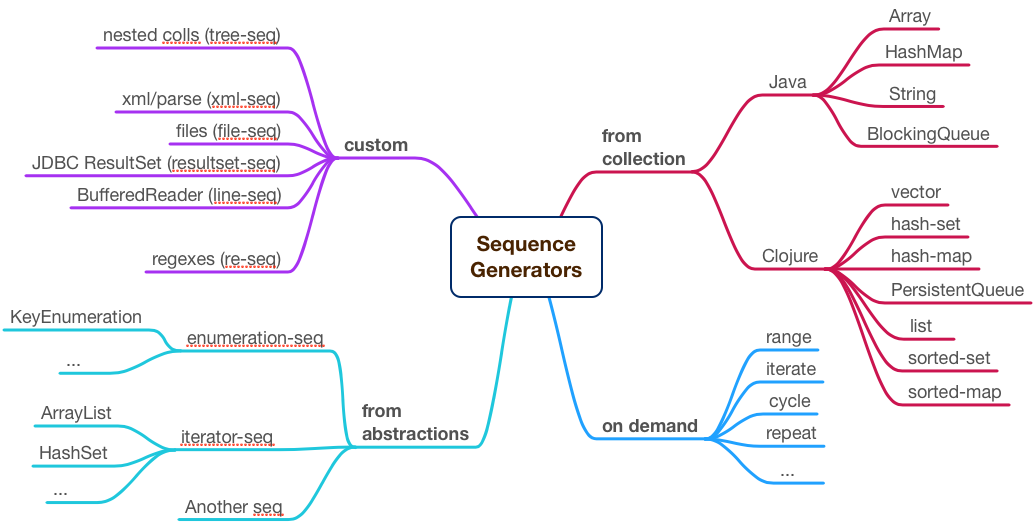 Sequence
Generators
custom
nested colls (tree-seq)
xml/parse (xml-seq)
files (file-seq)
JDBC ResultSet (resultset-seq)
BufferedReader (line-seq)
regexes (re-seq)
from
collection
Java
Array
HashMap
String
BlockingQueue
Clojure
vector
hash-set
hash-map
PersistentQueue
list
sorted-set
sorted-map
from
abstractions
enumeration-seq
KeyEnumeration
...
iterator-seq
ArrayList
HashSet
...
Another seq
on demand
range
iterate
cycle
repeat
...